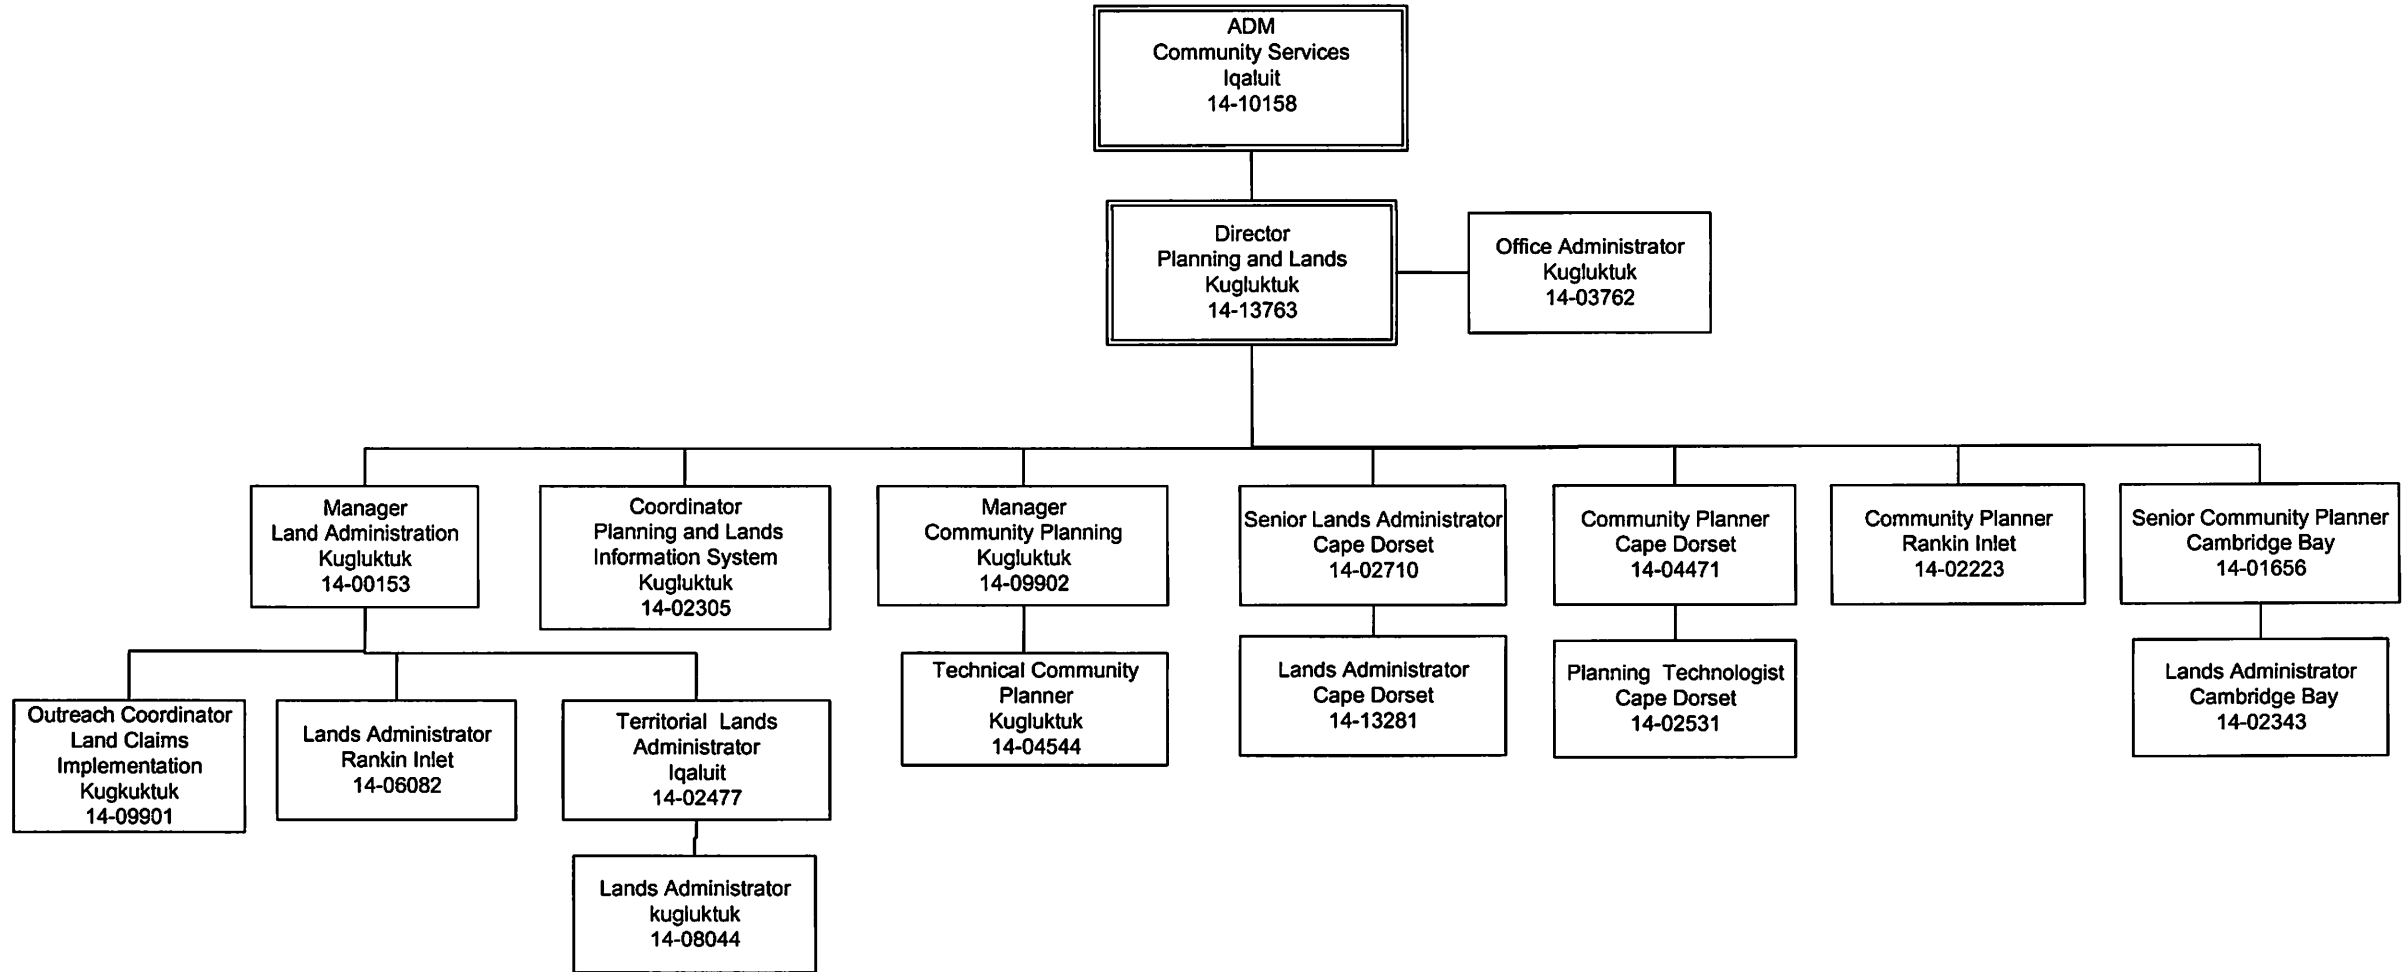 ADM
Community Services
Iqaluit
14-10158
Director
Planning and Lands
Kugluktuk
14-13763
Office Administrator
Kugluktuk
14-03762
Manager
Land Administration
Kugluktuk
14-00153
Coordinator
Planning and Lands
Information System
Kugluktuk
14-02305
Manager
Community Planning
Kugluktuk
14-09902
Senior Lands Administrator
Cape Dorset
14-02710
Community Planner
Cape Dorset
14-04471
Community Planner
Rankin Inlet
14-02223
Senior Community Planner
Cambridge Bay
14-01656
Outreach Coordinator
Land Claims
Implementation
Kugkuktuk
14-09901
Lands Administrator
Rankin Inlet
14-06082
Territorial Lands
Administrator
Iqaluit
14-02477
Technical Community
Planner
Kugluktuk
14-04544
Lands Administrator
Cape Dorset
14-13281
Planning Technologist
Cape Dorset
14-02531
Lands Administrator
Cambridge Bay
14-02343
Lands Administrator
kugluktuk
14-08044